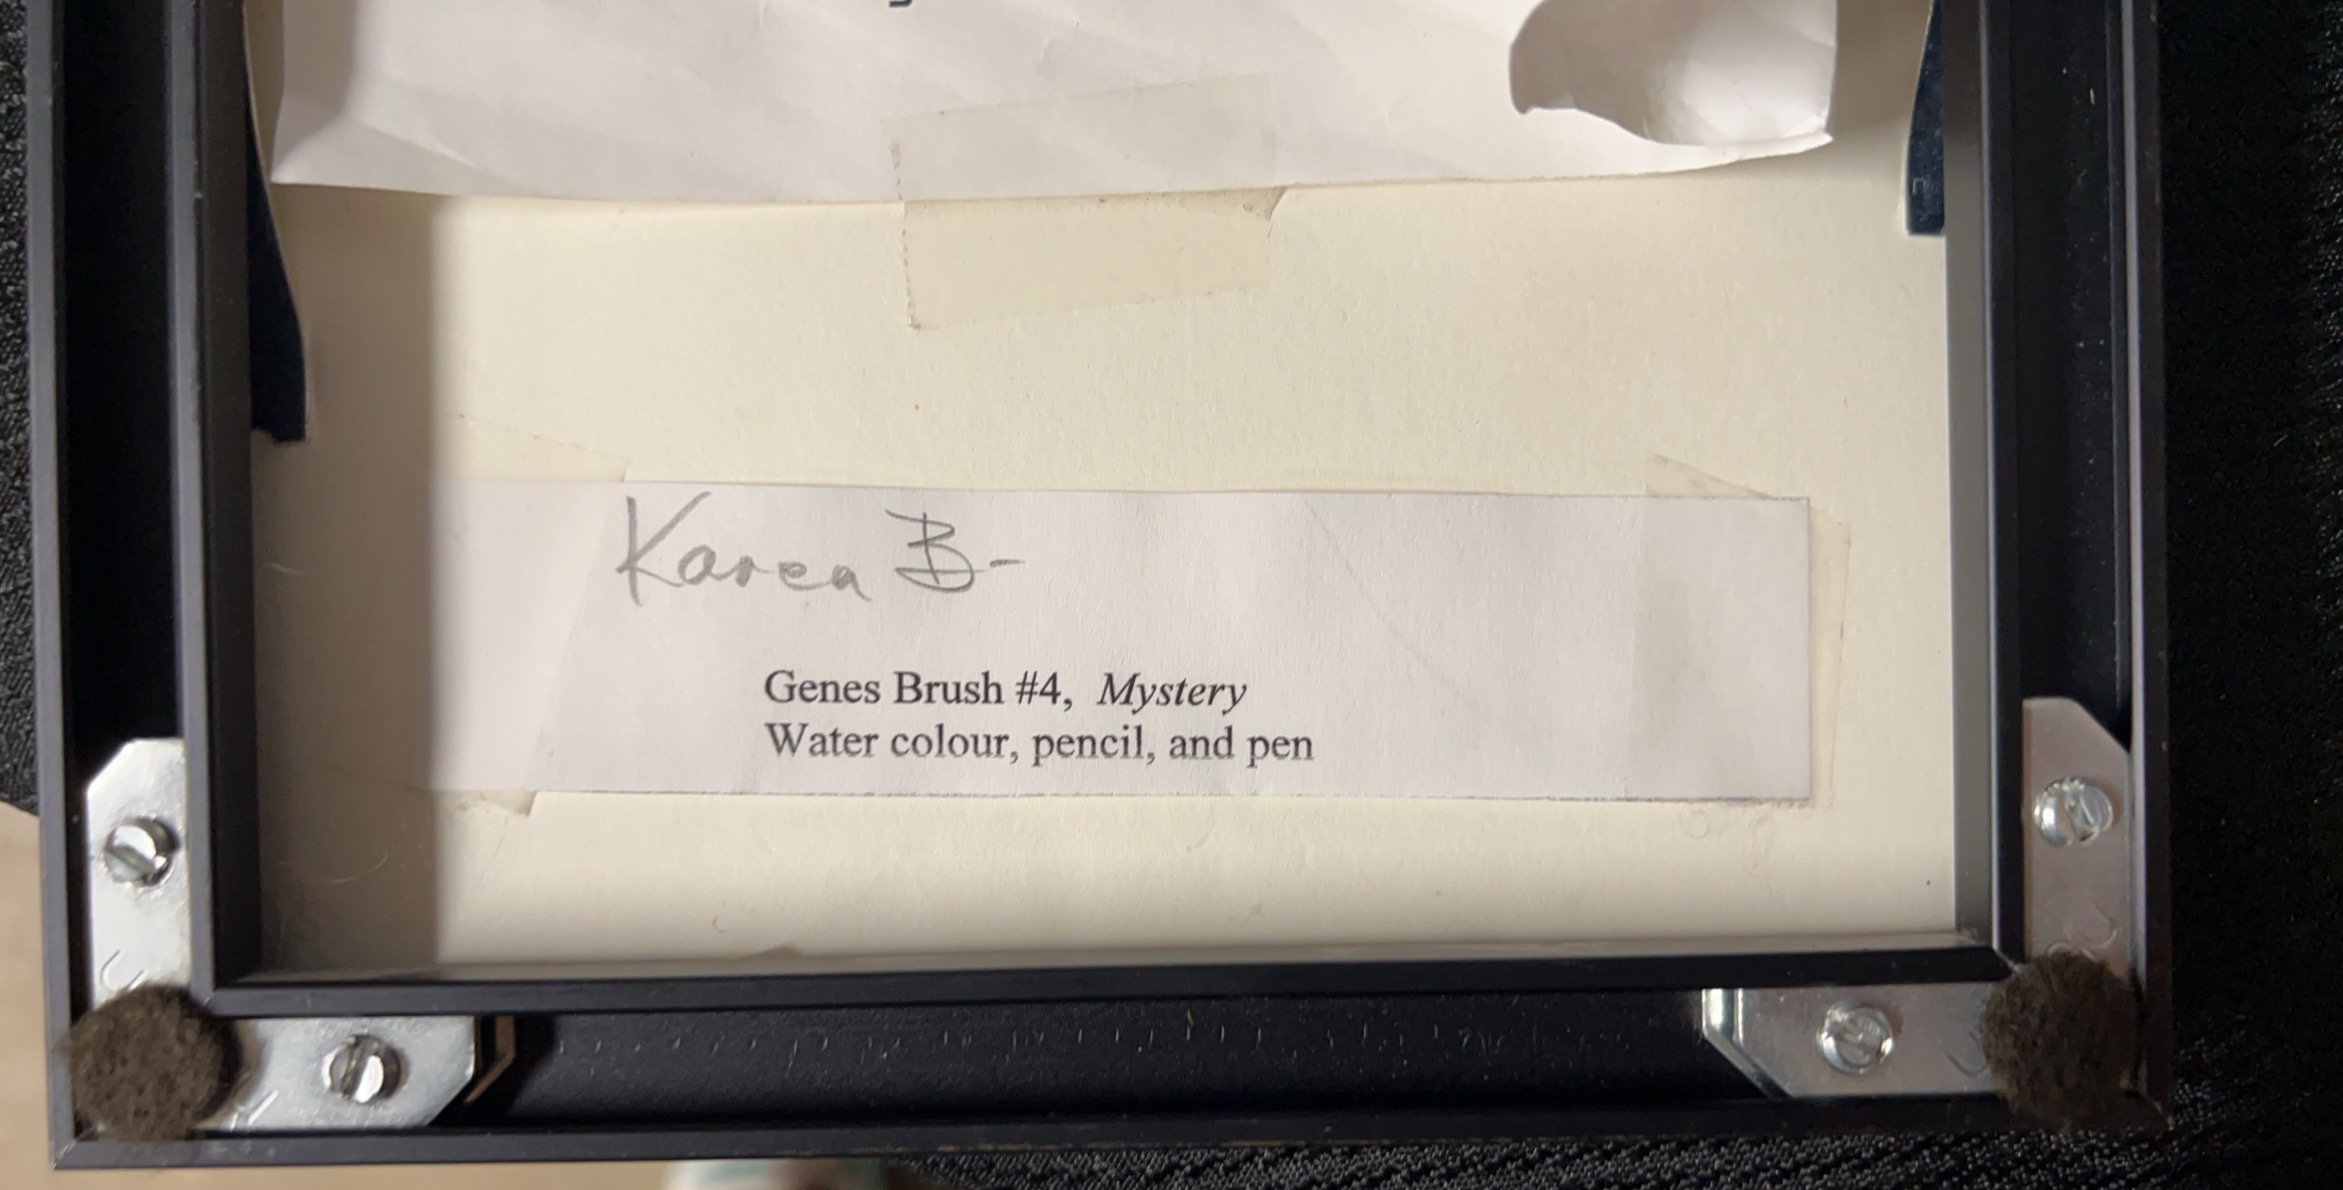 Karen B-
Genes Brush #4, Mystery
Water colour, pencil, and pen